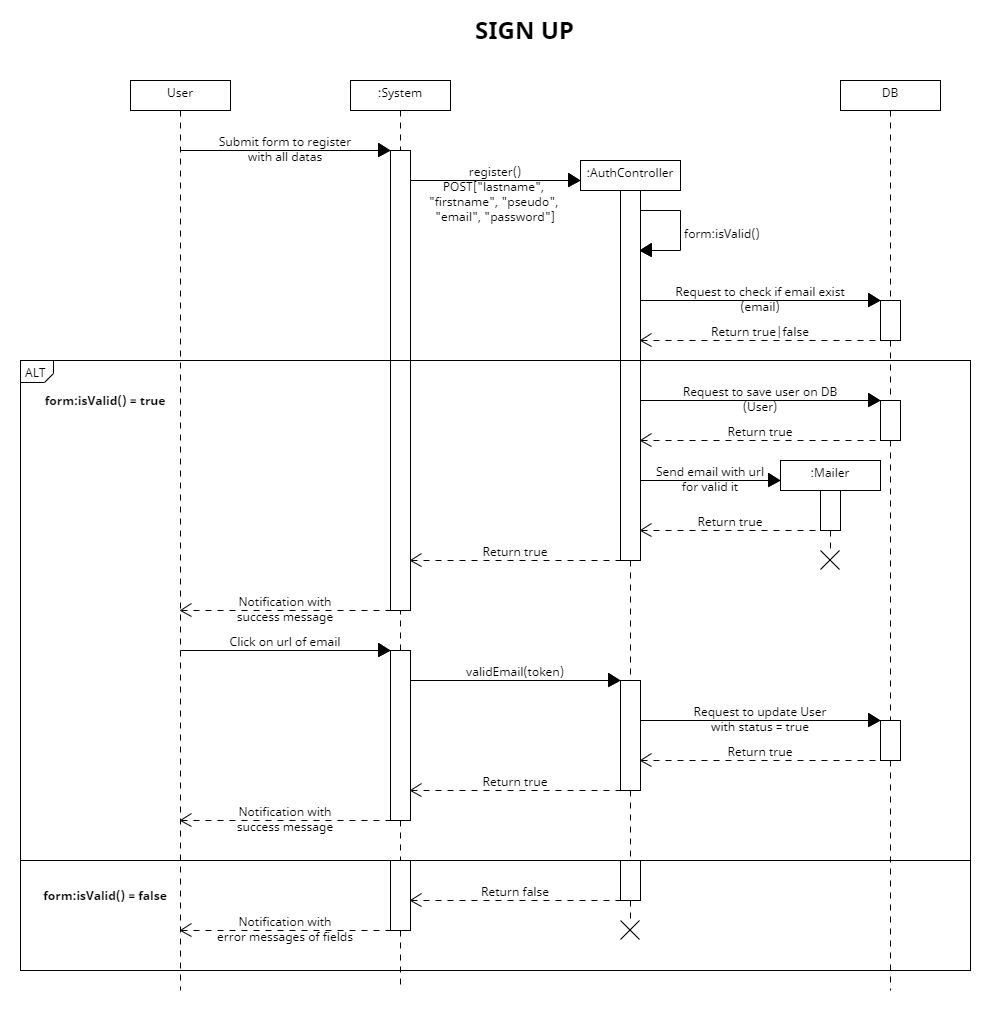 SIGN UP
User
:System
DB
Submit form to register
with all datas
:AuthController
register()
POST["lastname",
"firstname", "pseudo",
"email", "password"]
form:isValid()
Request to check if email exist
(email)
Return true|false
ALT
form:isValid() = true
Request to save user on DB
(User)
Return true
Send email with url
for valid it
:Mailer
Return true
Return true
Notification with
success message
Click on url of email
validEmail(token)
Request to update User
with status = true
Return true
Return true
Notification with
success message
form:isValid() = false
Return false
Notification with
error messages of fields